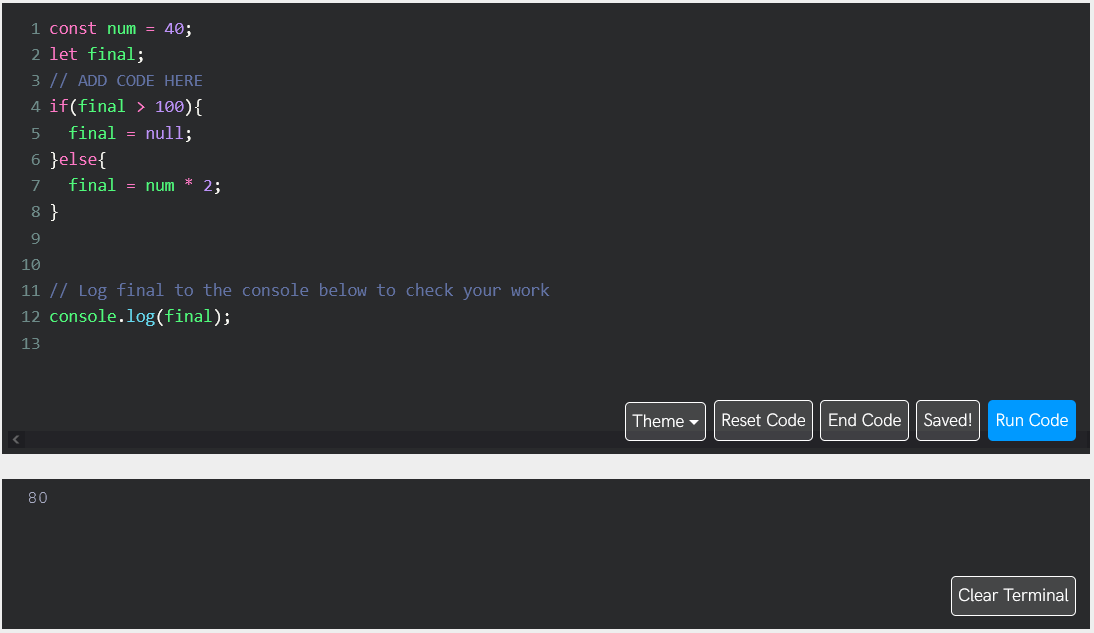 1 const num = 40;
2 let final;
3 // ADD CODE HERE
4 if(final > 100){
5   final = null;
6 }else{
7   final = num * 2;
8 }
9
10
11 // Log final to the console below to check your work
12 console.log(final);
13
Theme Reset Code End Code Saved! Run Code
80
Clear Terminal